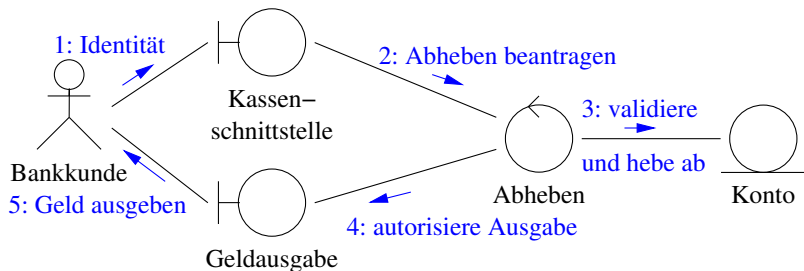 1: Identität
2: Abheben beantragen
Kassen–
schnittstelle
3: validiere
und hebe ab
Bankkunde
5: Geld ausgeben
Abheben
Konto
4: autorisiere Ausgabe
Geldausgabe